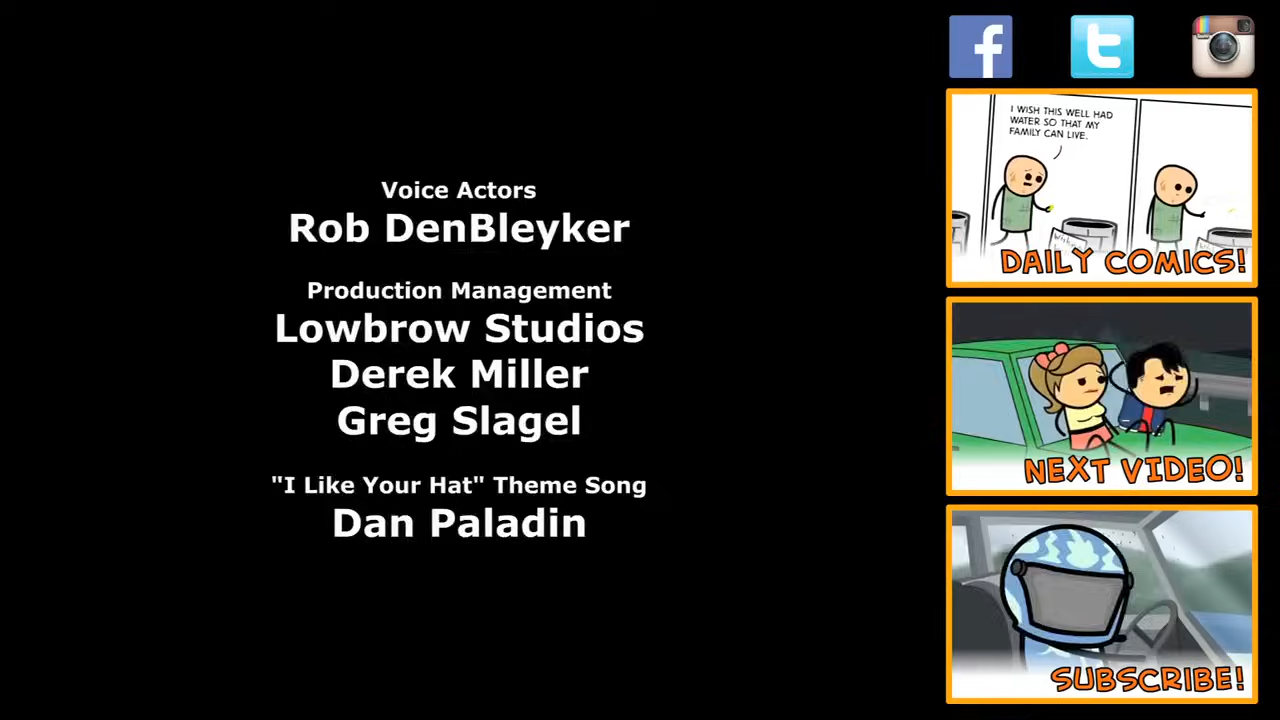 Voice Actors
Rob DenBleyker
Production Management
Lowbrow Studios
Derek Miller
Greg Slagel
"I Like Your Hat" Theme Song
Dan Paladin
I WISH THIS WELL HAD
WATER SO THAT MY
FAMILY CAN LIVE.
DAILY COMICS!
NEXT VIDEO!
SUBSCRIBE!